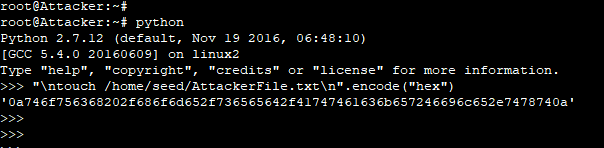 root@Attacker:~#
root@Attacker:~# python
Python 2.7.12 (default, Nov 19 2016, 06:48:10)
[GCC 5.4.0 20160609] on linux2
Type "help", "copyright", "credits" or "license" for more information.
>>> "\ntouch /home/seed/AttackerFile.txt\n".encode("hex")
'0a746f756368202f686f6d652f736565642f41747461636b657246696c652e7478740a'
>>>
>>>
>>>